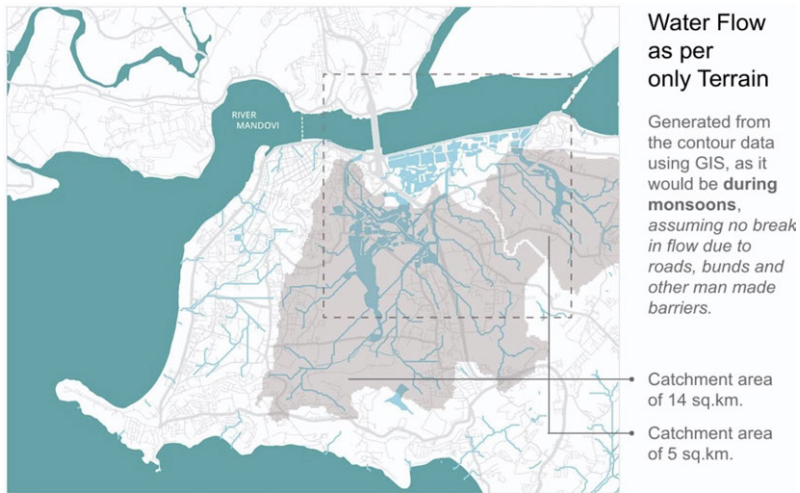 Water Flow
as per
only Terrain
RIVER
MANDOVI
Generated from
the contour data
using GIS, as it
would be during
monsoons,
assuming no break
in flow due to
roads, bunds and
other man made
barriers.
Catchment area
of 14 sq.km.
Catchment area
of 5 sq.km.